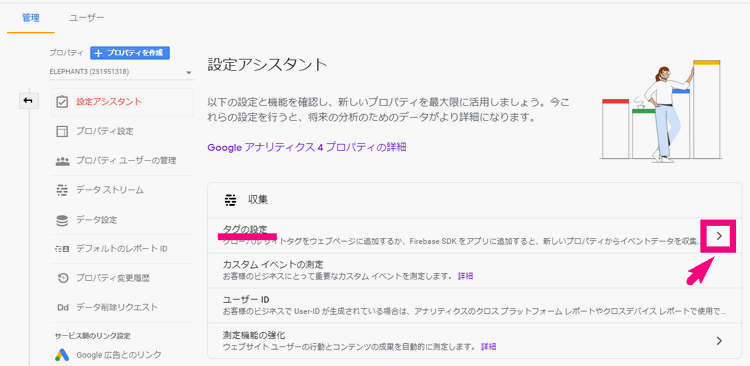 管理 ユーザー
プロパティ + プロパティを作成
ELEPHANT3 (251951318)
設定アシスタント
プロパティ設定
プロパティ ユーザーの管理
データ ストリーム
データ設定
デフォルトのレポート ID
プロパティ変更履歴
Dd データ削除リクエスト
サービス間のリンク設定
Google 広告とのリンク
設定アシスタント
以下の設定と機能を確認し、新しいプロパティを最大限に活用しましょう。今こ
れらの設定を行うと、将来の分析のためのデータがより詳細になります。
Google アナリティクス 4 プロパティの詳細
収集
タグの設定
グローバル サイトタグをウェブページに追加するか、Firebase SDK をアプリに追加すると、新しいプロパティからイベントデータを収集...
カスタム イベントの測定
お客様のビジネスにとって重要なカスタム イベントを測定します。 詳細
ユーザー ID
お客様のビジネスで User-ID が生成されている場合は、アナリティクスのクロス プラットフォーム レポートやクロスデバイス レポートで使用で...
測定機能の強化
ウェブサイト ユーザーの行動とコンテンツの成果を自動的に測定します。 詳細